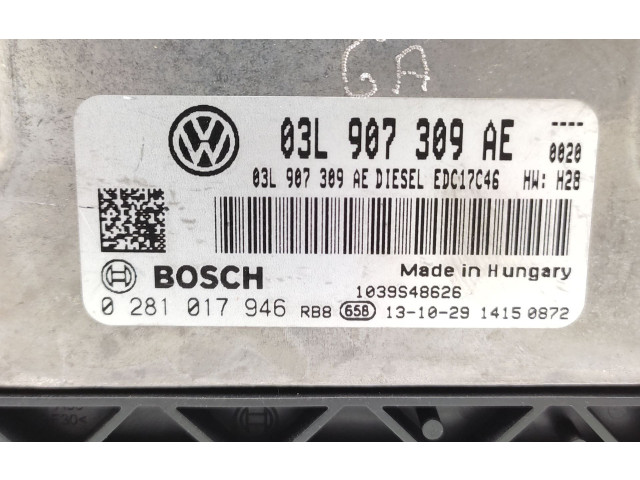 GA
VW
03L 907 309 AE
----
0020
03L 907 309 AE DIESEL EDC17C46 HW: H28
BOSCH
Made in Hungary
1039S48626
0 281 017 946 RB8 658 13-10-29 1415 0872